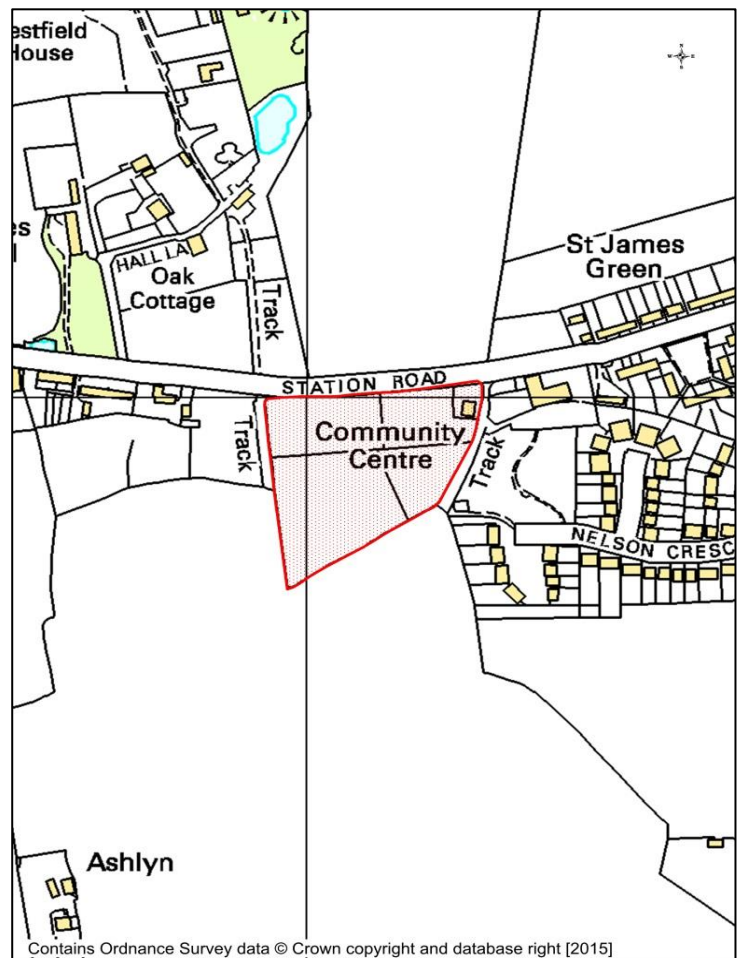 estfield
House
St James
Green
HALL LA
Oak
Cottage
Track
STATION ROAD
Track
Community
Centre
Track
NELSON CRESC
Ashlyn
Contains Ordnance Survey data © Crown copyright and database right [2015]